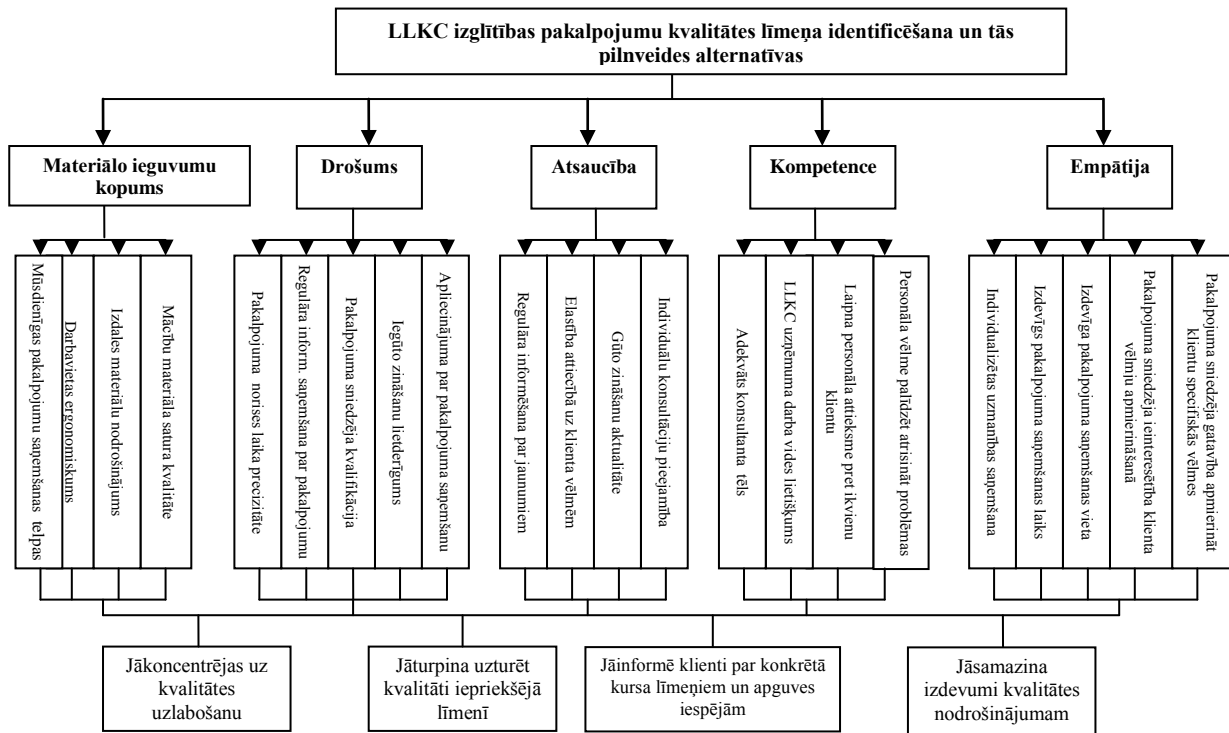 LLKC izglītības pakalpojumu kvalitātes līmeņa identificēšana un tās
pilnveides alternatīvas
Materiālo ieguvumu
kopums
Drošums
Atsaucība
Kompetence
Empātija
Mūsdienīgas pakalpojumu saņemšanas telpas
Darbavietas ergonomiskums
Izdales materiālu nodrošinājums
Mācību materiāla satura kvalitāte
Pakalpojuma norises laika precizitāte
Regulāra inform. saņemšana par pakalpojumu
Pakalpojuma sniedzēja kvalifikācija
Iegūto zināšanu lietderīgums
Apliecinājuma par pakalpojuma saņemšanu
Regulāra informēšana par jaunumiem
Elastība attiecībā uz klienta vēlmēm
Gūto zināšanu aktualitāte
Individuālu konsultāciju pieejamība
Adekvāts konsultanta tēls
LLKC uzņēmuma darba vides lietišķums
Laipna personāla attieksme pret ikvienu
klientu
Personāla vēlme palīdzēt atrisināt problēmas
Individualizētas uzmanības saņemšana
Izdevīgs pakalpojuma saņemšanas laiks
Izdevīga pakalpojuma saņemšanas vieta
Pakalpojuma sniedzēja ieinteresētība klienta
vēlmju apmierināšanā
Pakalpojuma sniedzēja gatavība apmierināt
klientu specifiskās vēlmes
Jākoncentrējas uz
kvalitātes
uzlabošanu
Jāturpina uzturēt
kvalitāti iepriekšējā
līmenī
Jāinformē klienti par konkrētā
kursa līmeņiem un apguves
iespējām
Jāsamazina
izdevumi kvalitātes
nodrošinājumam